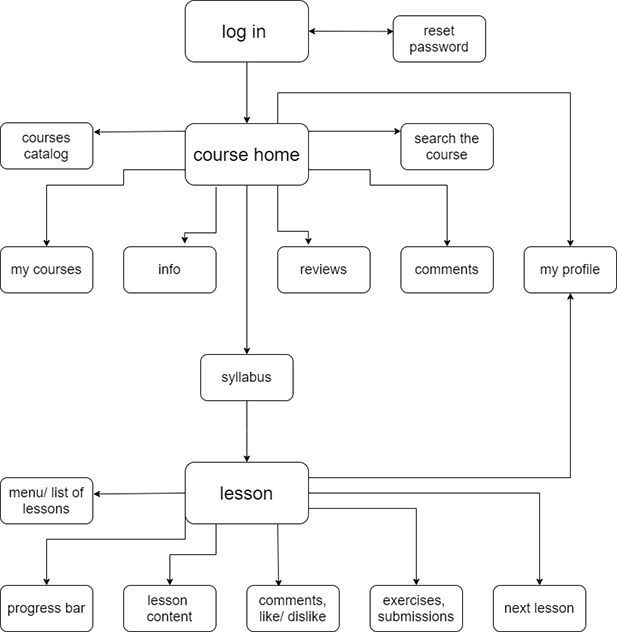 log in
reset
password
courses
catalog
course home
search the
course
my courses
info
reviews
comments
my profile
syllabus
menu/ list of
lessons
lesson
progress bar
lesson
content
comments,
like/ dislike
exercises,
submissions
next lesson